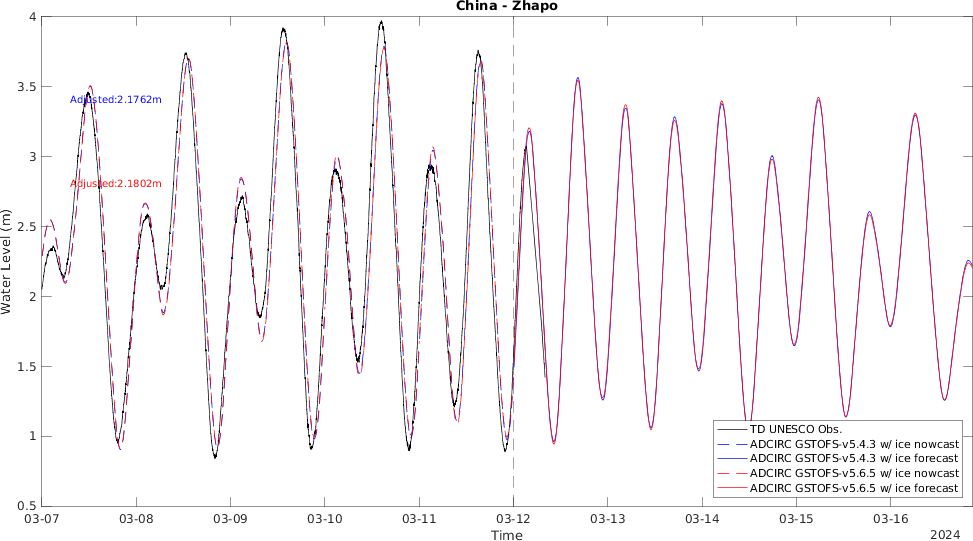 China - Zhapo
4
3.5
3
2.5
2
1.5
1
0.5
Water Level (m)
Adjusted:2.1762m
Adjusted:2.1802m
TD UNESCO Obs.
ADCIRC GSTOFS-v5.4.3 w/ ice nowcast
ADCIRC GSTOFS-v5.4.3 w/ ice forecast
ADCIRC GSTOFS-v5.6.5 w/ ice nowcast
ADCIRC GSTOFS-v5.6.5 w/ ice forecast
03-07 03-08 03-09 03-10 03-11 03-12 03-13 03-14 03-15 03-16
Time
2024